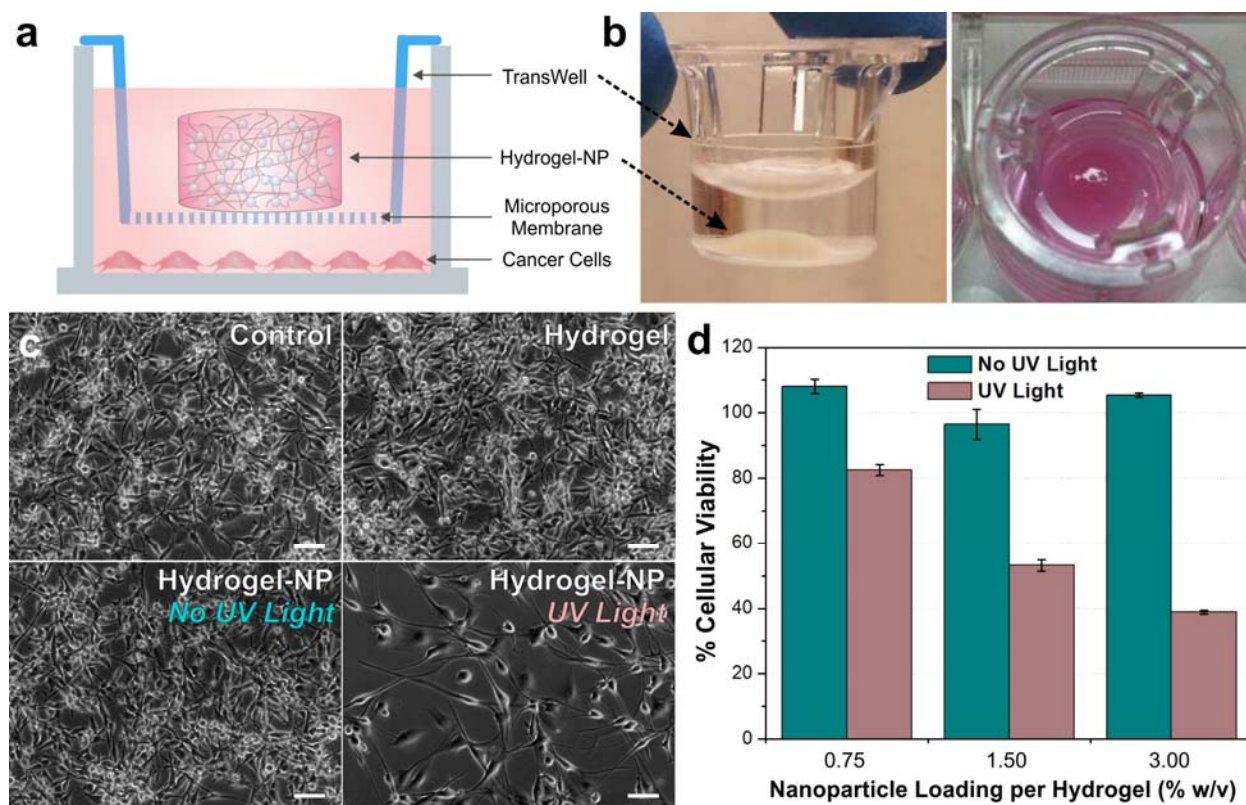 a
TransWell
Hydrogel-NP
Microporous
Membrane
Cancer Cells
b
c
Control
Hydrogel
Hydrogel-NP
No UV Light
Hydrogel-NP
UV Light
d
No UV Light
UV Light
% Cellular Viability
120
100
80
60
40
20
0
0.75
1.50
3.00
Nanoparticle Loading per Hydrogel (% w/v)